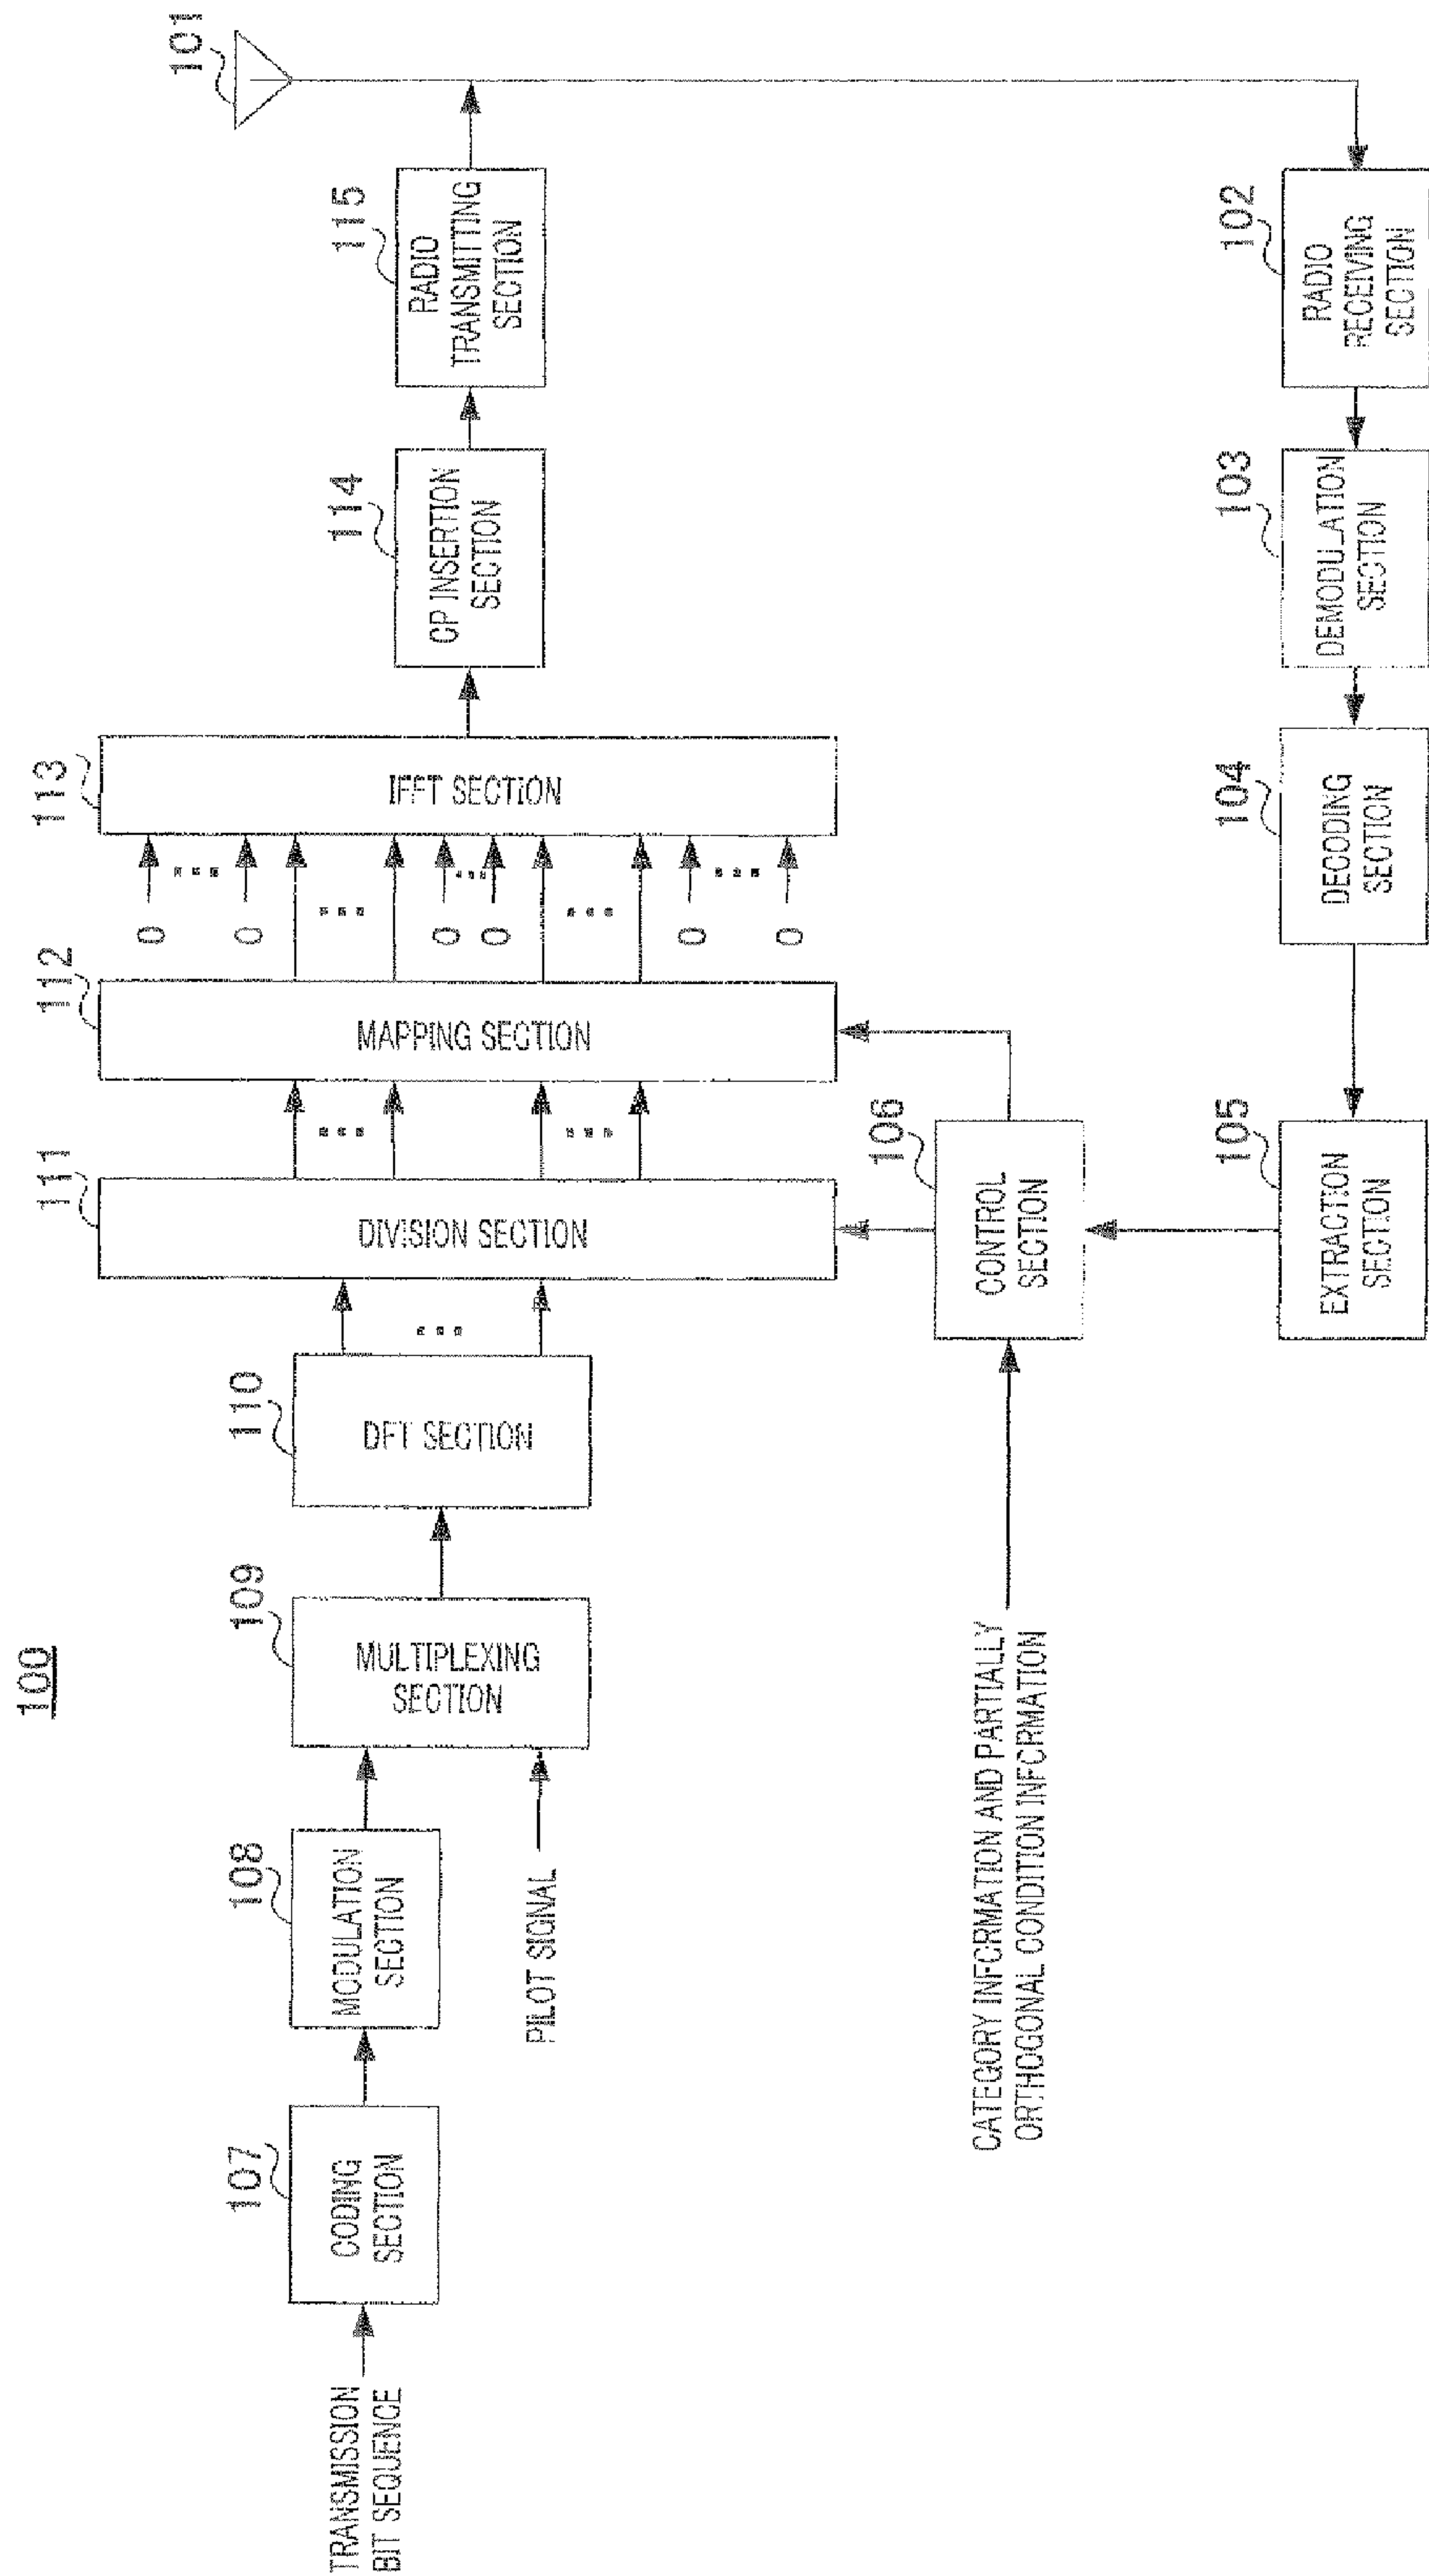 100
TRANSMISSION
BIT SEQUENCE
107
CODING
SECTION
108
MODULATION
SECTION
PILOT SIGNAL
109
MULTIPLEXING
SECTION
110
DFT SECTION
...
111
DIVISION SECTION
...
...
112
MAPPING SECTION
0
...
0
...
0
...
0
...
0
...
0
113
IFFT SECTION
114
CP INSERTION
SECTION
115
RADIO
TRANSMITTING
SECTION
101
102
RADIO
RECEIVING
SECTION
103
DEMODULATION
SECTION
104
DECODING
SECTION
105
EXTRACTION
SECTION
106
CONTROL
SECTION
CATEGORY INFORMATION AND PARTIALLY
ORTHOGONAL CONDITION INFORMATION